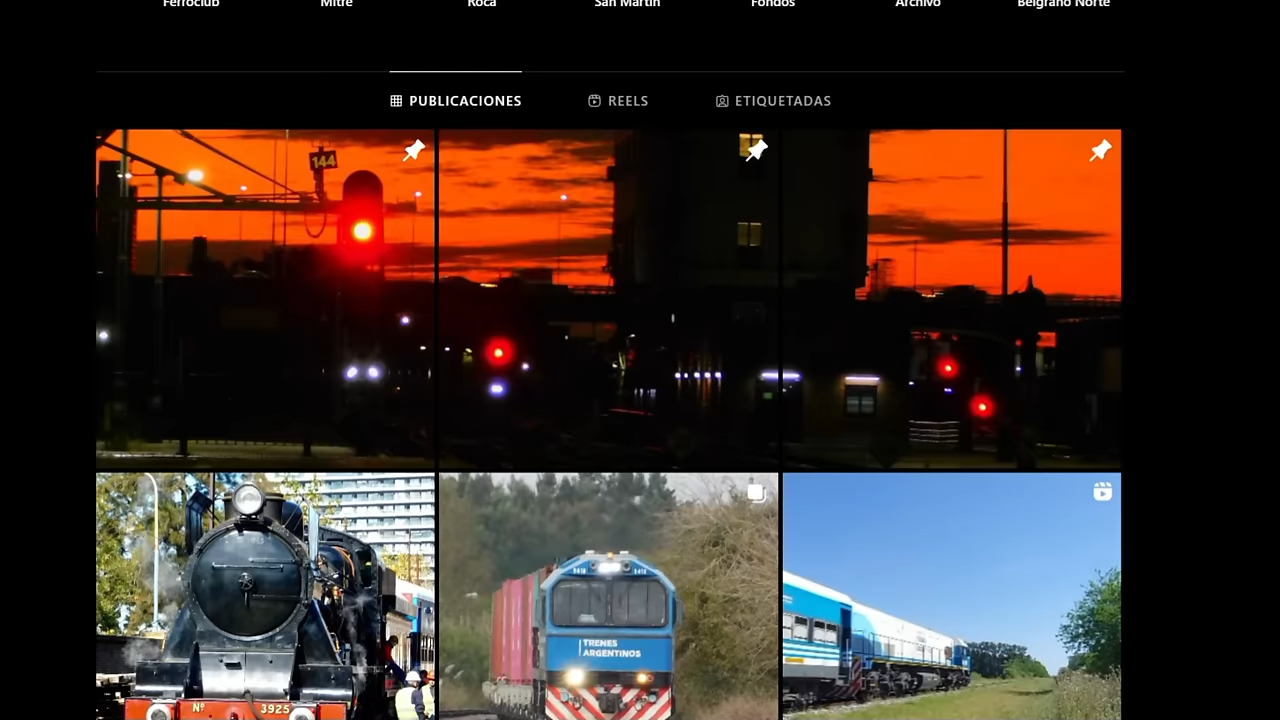 Ferroclub Mitre Roca San Martín Fondos Archivo Belgrano Norte
PUBLICACIONES REELS ETIQUETADAS
144
Nº 3925
TRENES
ARGENTINOS